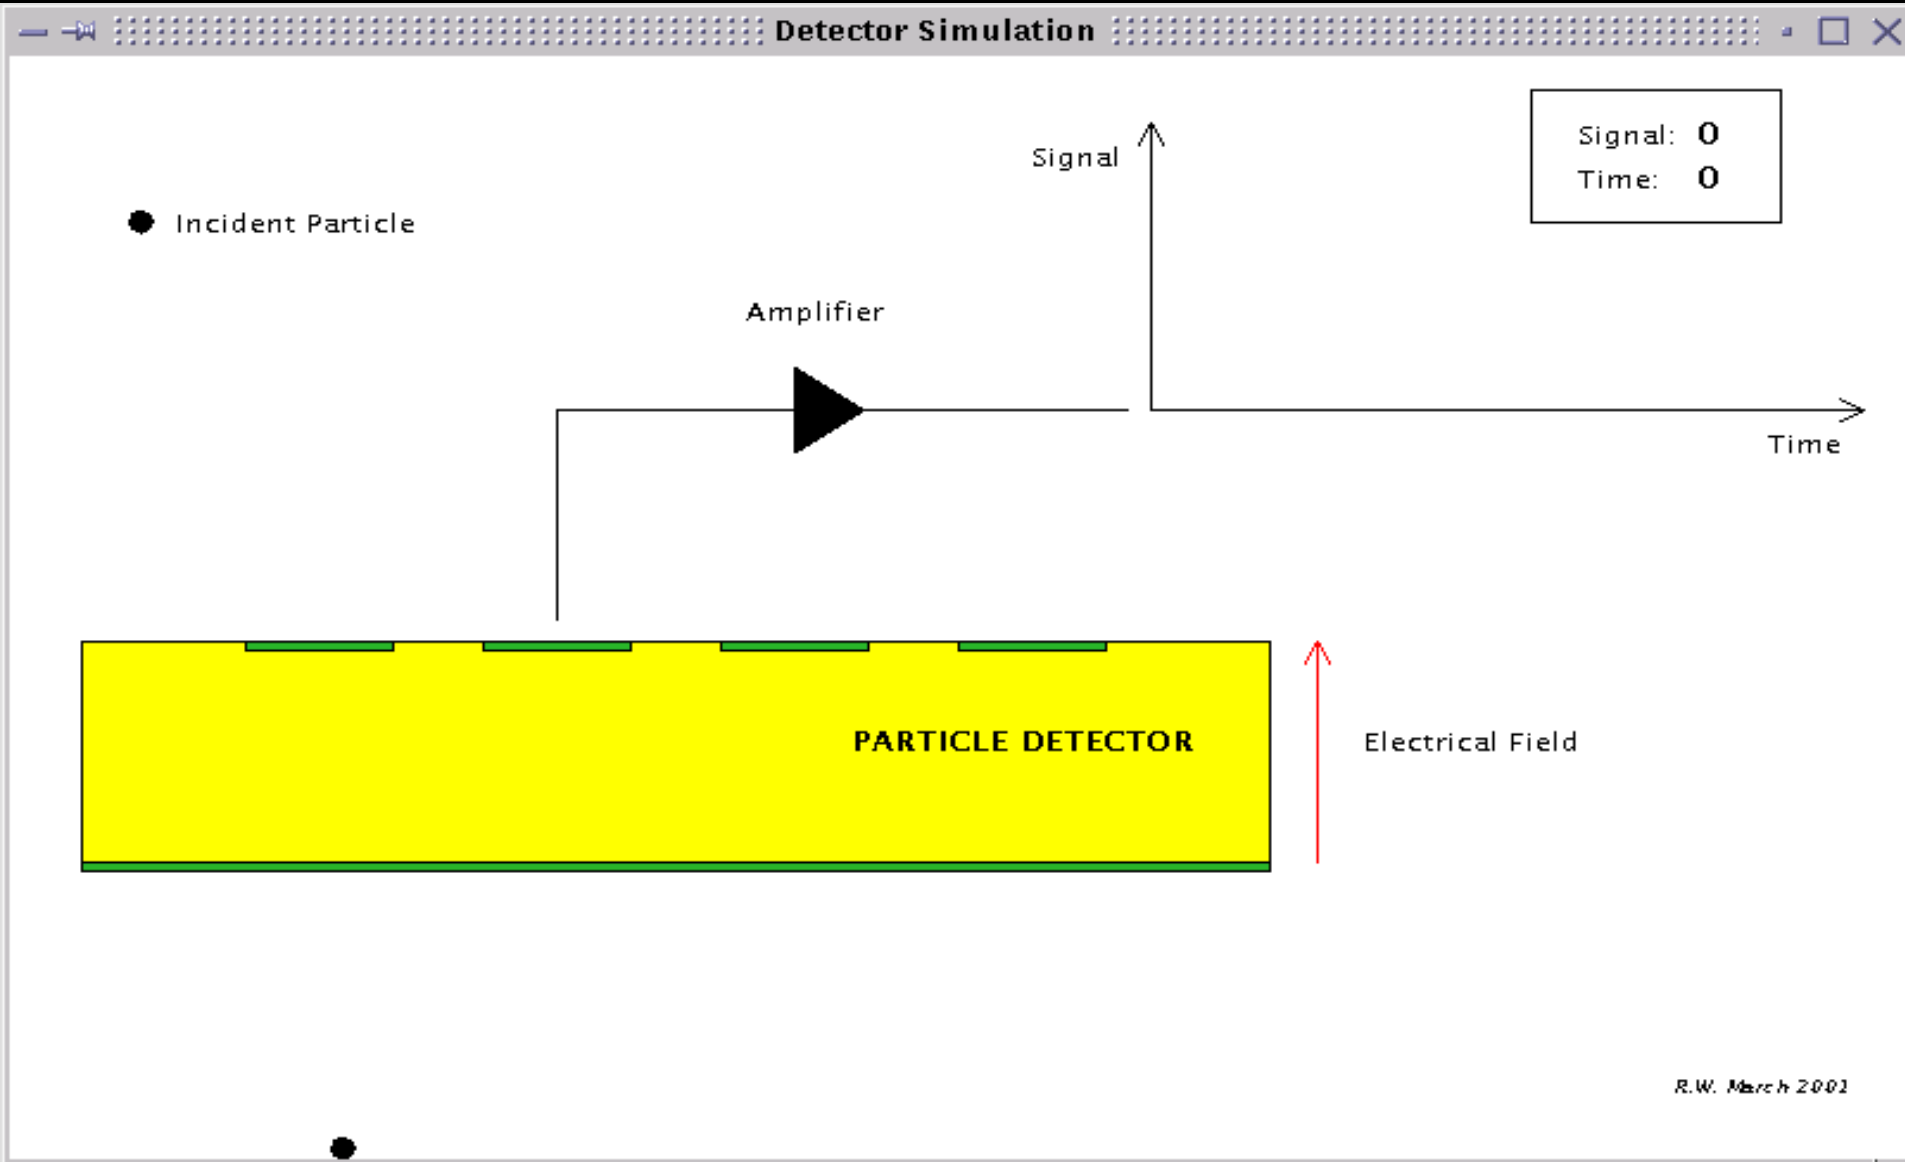 Detector Simulation
Signal: 0
Time: 0
Signal
Incident Particle
Amplifier
Time
PARTICLE DETECTOR
Electrical Field
R.W. March 2001